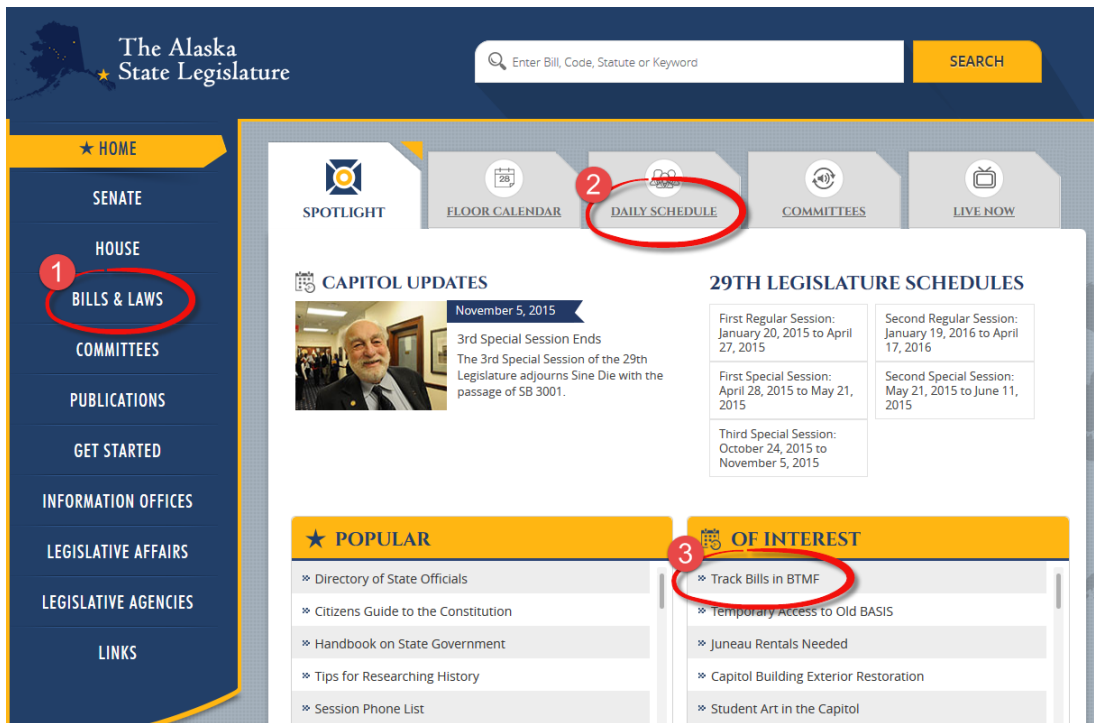 The Alaska
State Legislature
Enter Bill, Code, Statute or Keyword
SEARCH
HOME
SENATE
HOUSE
1
BILLS & LAWS
COMMITTEES
PUBLICATIONS
GET STARTED
INFORMATION OFFICES
LEGISLATIVE AFFAIRS
LEGISLATIVE AGENCIES
LINKS
SPOTLIGHT
28
FLOOR CALENDAR
2
DAILY SCHEDULE
COMMITTEES
LIVE NOW
CAPITOL UPDATES
November 5, 2015
3rd Special Session Ends
The 3rd Special Session of the 29th
Legislature adjourns Sine Die with the
passage of SB 3001.
29TH LEGISLATURE SCHEDULES
First Regular Session:
January 20, 2015 to April
27, 2015
Second Regular Session:
January 19, 2016 to April
17, 2016
First Special Session:
April 28, 2015 to May 21,
2015
Second Special Session:
May 21, 2015 to June 11,
2015
Third Special Session:
October 24, 2015 to
November 5, 2015
POPULAR
» Directory of State Officials
» Citizens Guide to the Constitution
» Handbook on State Government
» Tips for Researching History
» Session Phone List
OF INTEREST
3
» Track Bills in BTMF
» Temporary Access to Old BASIS
» Juneau Rentals Needed
» Capitol Building Exterior Restoration
» Student Art in the Capitol